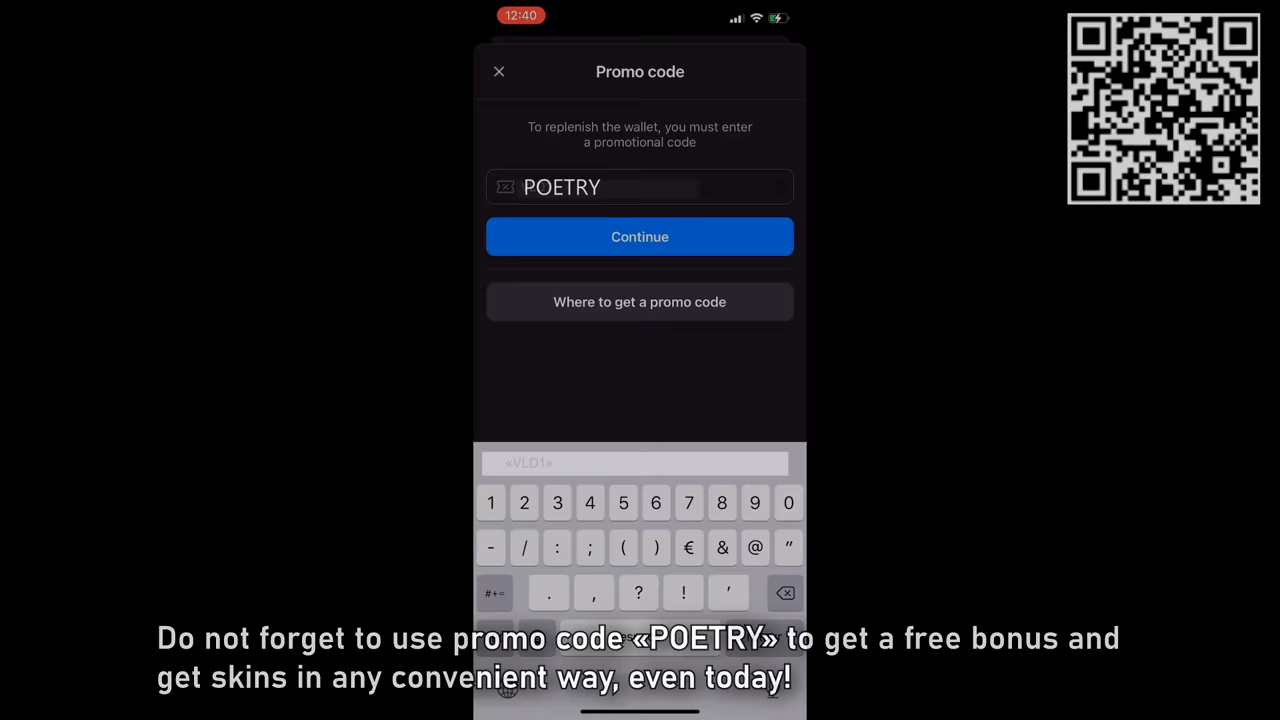 12:40
Promo code
To replenish the wallet, you must enter
a promotional code
POETRY
Continue
Where to get a promo code
«VLD1»
1 2 3 4 5 6 7 8 9 0
- / : ; ( ) € & @ "
#+= . , ? ! '
Do not forget to use promo code «POETRY» to get a free bonus and
get skins in any convenient way, even today!